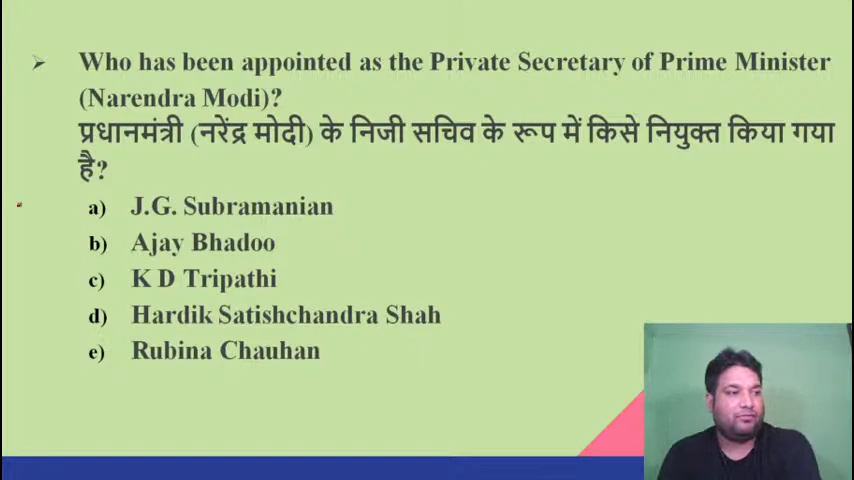 Who has been appointed as the Private Secretary of Prime Minister
(Narendra Modi)?
प्रधानमंत्री (नरेंद्र मोदी) के निजी सचिव के रूप में किसे नियुक्त किया गया
है?
a) J.G. Subramanian
b) Ajay Bhadoo
c) K D Tripathi
d) Hardik Satishchandra Shah
e) Rubina Chauhan